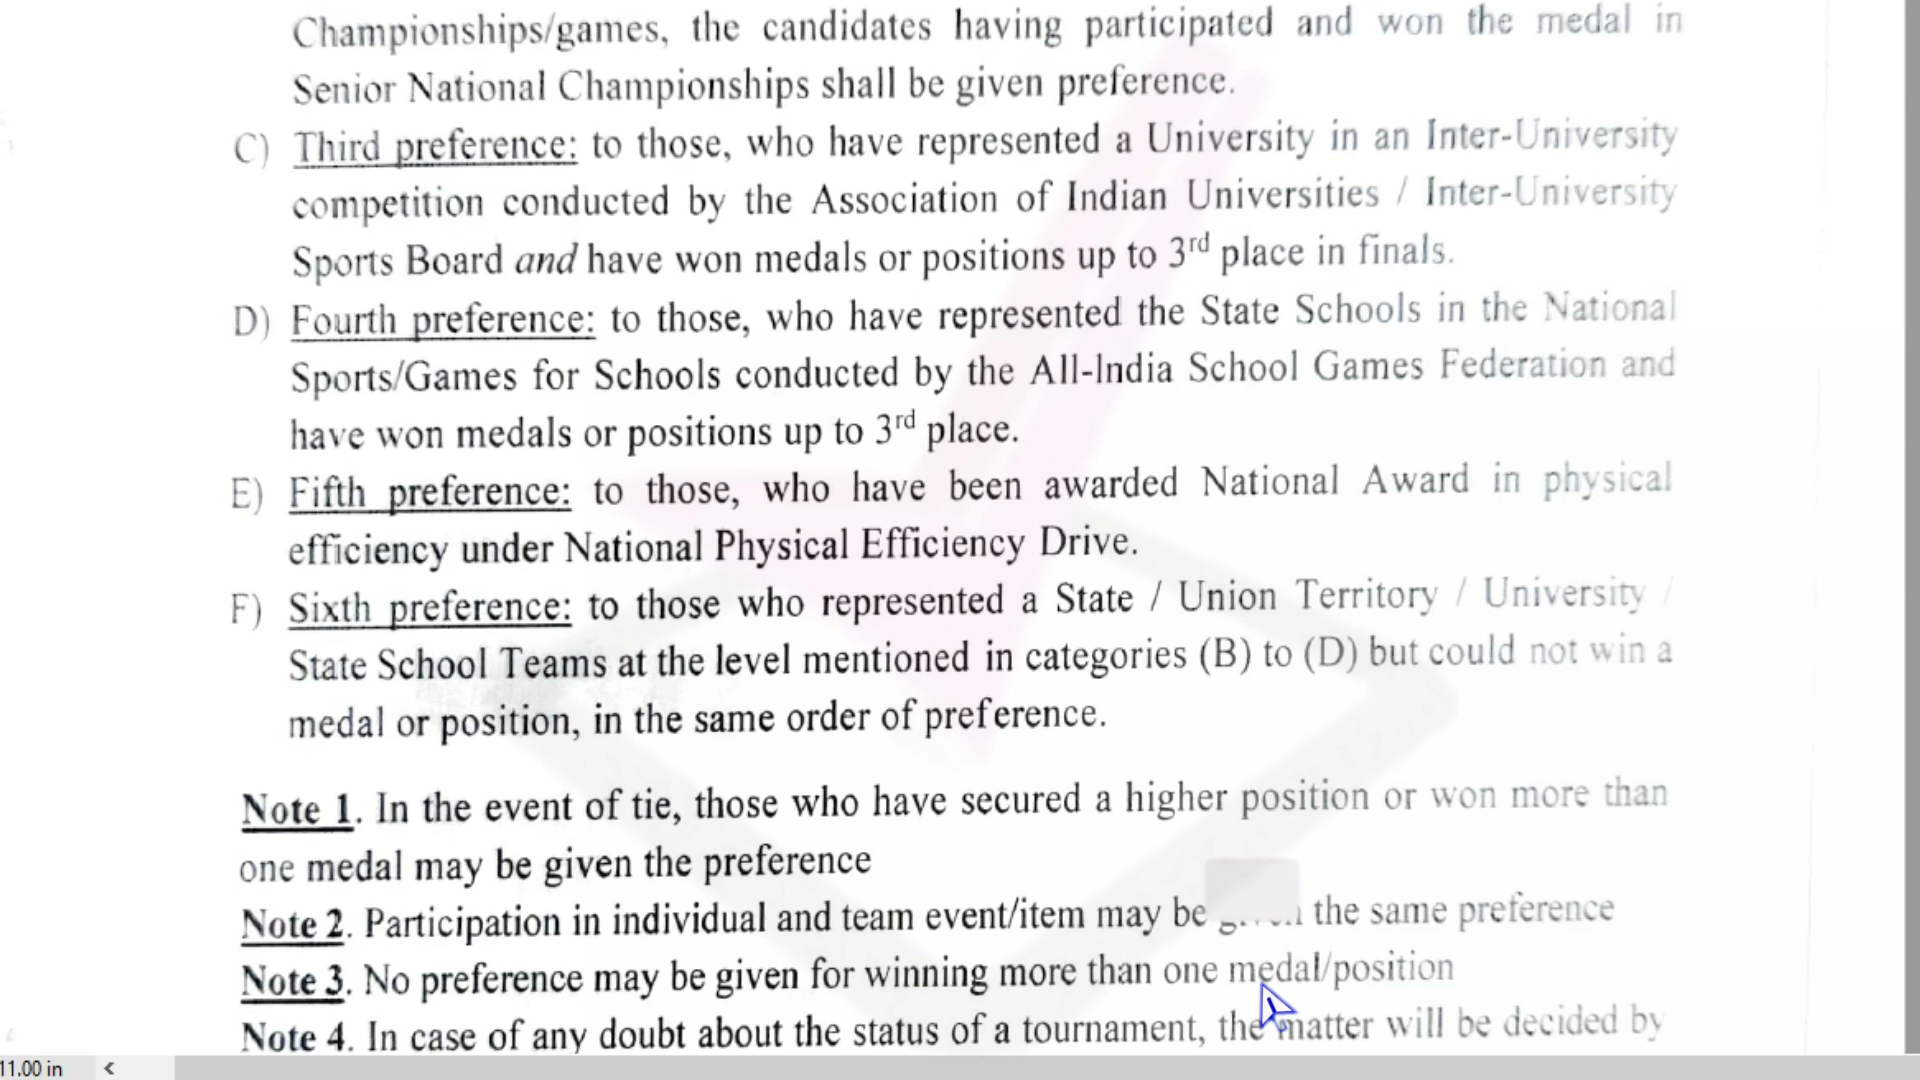 Championships/games, the candidates having participated and won the medal in
Senior National Championships shall be given preference.
C) Third preference: to those, who have represented a University in an Inter-University
competition conducted by the Association of Indian Universities / Inter-University
Sports Board and have won medals or positions up to 3rd place in finals.
D) Fourth preference: to those, who have represented the State Schools in the National
Sports/Games for Schools conducted by the All-India School Games Federation and
have won medals or positions up to 3rd place.
E) Fifth preference: to those, who have been awarded National Award in physical
efficiency under National Physical Efficiency Drive.
F) Sixth preference: to those who represented a State / Union Territory / University /
State School Teams at the level mentioned in categories (B) to (D) but could not win a
medal or position, in the same order of preference.
Note 1. In the event of tie, those who have secured a higher position or won more than
one medal may be given the preference
Note 2. Participation in individual and team event/item may be the same preference
Note 3. No preference may be given for winning more than one medal/position
Note 4. In case of any doubt about the status of a tournament, the matter will be decided by
11.00 in <